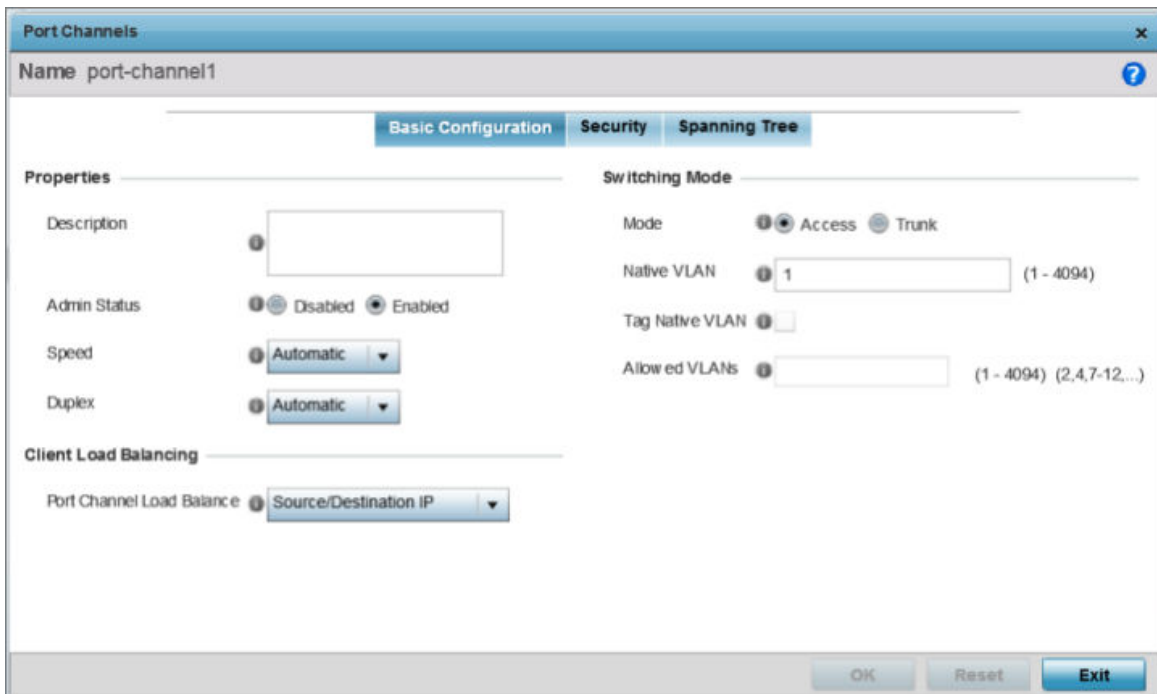 Port Channels
Name port-channel1
Basic Configuration Security Spanning Tree
Properties
Description
Admin Status Disabled Enabled
Speed Automatic
Duplex Automatic
Client Load Balancing
Port Channel Load Balance Source/Destination IP
Switching Mode
Mode Access Trunk
Native VLAN 1 (1 - 4094)
Tag Native VLAN
Allowed VLANs (1 - 4094) (2,4,7-12,...)
OK Reset Exit